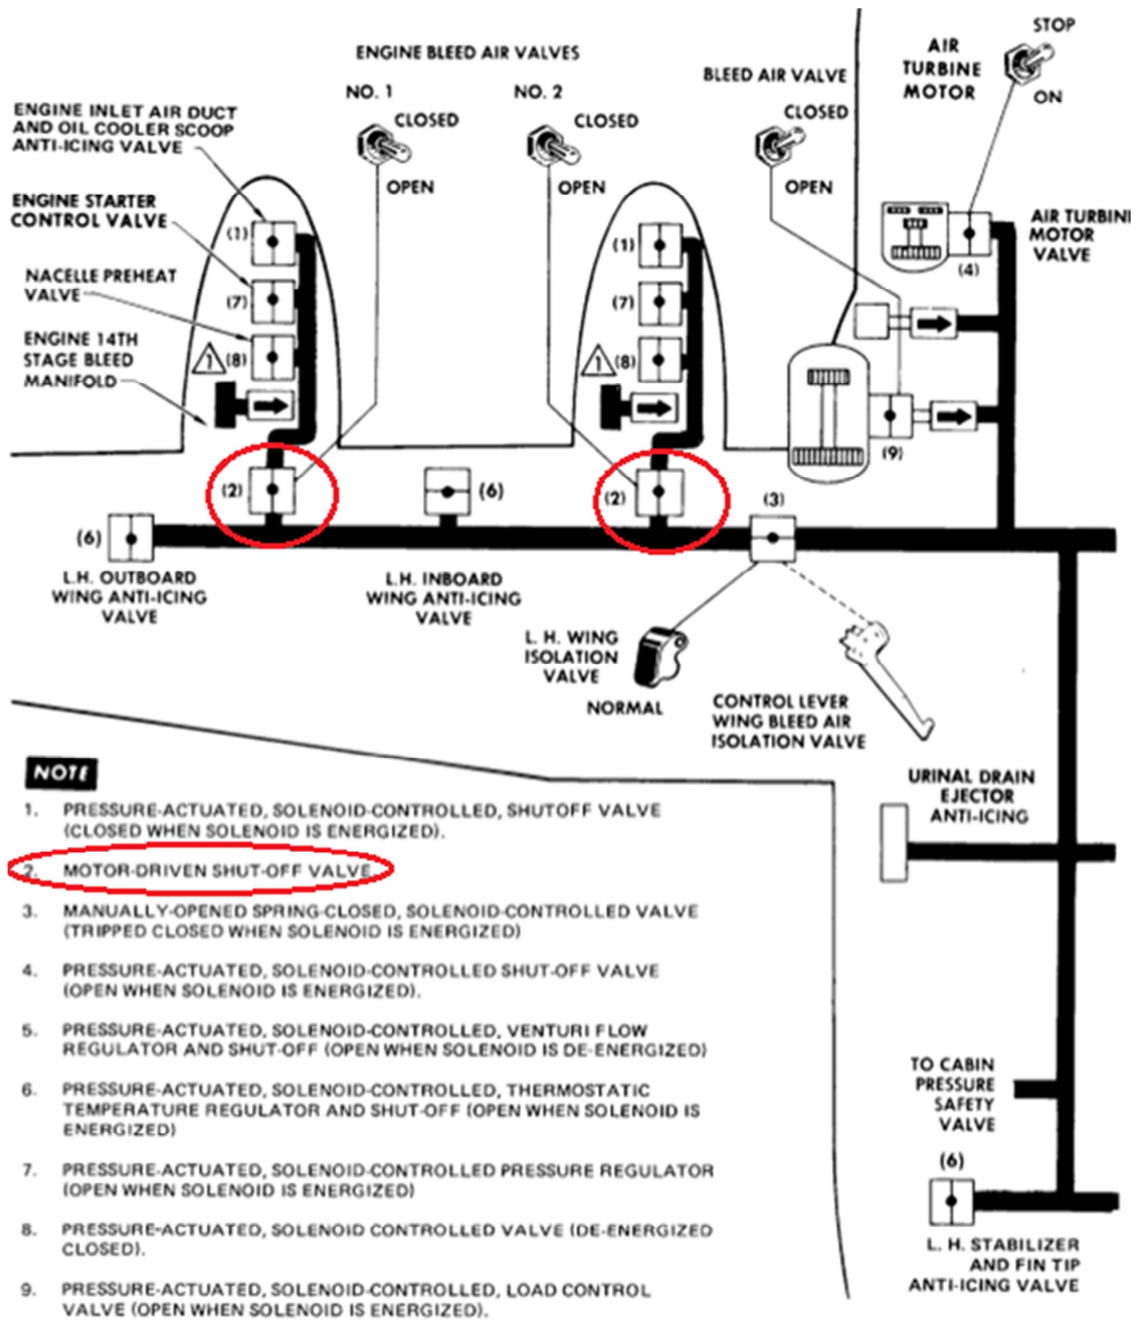 ENGINE BLEED AIR VALVES
NO. 1
CLOSED
OPEN
NO. 2
CLOSED
OPEN
BLEED AIR VALVE
CLOSED
OPEN
AIR
TURBINE
MOTOR
STOP
ON
ENGINE INLET AIR DUCT
AND OIL COOLER SCOOP
ANTI-ICING VALVE
ENGINE STARTER
CONTROL VALVE
NACELLE PREHEAT
VALVE
ENGINE 14TH
STAGE BLEED
MANIFOLD
(1)
(7)
1
(8)
(2)
(1)
(7)
1
(8)
(2)
(4)
AIR TURBINE
MOTOR
VALVE
(9)
(6)
L.H. OUTBOARD
WING ANTI-ICING
VALVE
(6)
L.H. INBOARD
WING ANTI-ICING
VALVE
(3)
L. H. WING
ISOLATION
VALVE
NORMAL
CONTROL LEVER
WING BLEED AIR
ISOLATION VALVE
URINAL DRAIN
EJECTOR
ANTI-ICING
TO CABIN
PRESSURE
SAFETY
VALVE
(6)
L. H. STABILIZER
AND FIN TIP
ANTI-ICING VALVE
NOTE
1. PRESSURE-ACTUATED, SOLENOID-CONTROLLED, SHUTOFF VALVE
(CLOSED WHEN SOLENOID IS ENERGIZED).
2. MOTOR-DRIVEN SHUT-OFF VALVE
3. MANUALLY-OPENED SPRING-CLOSED, SOLENOID-CONTROLLED VALVE
(TRIPPED CLOSED WHEN SOLENOID IS ENERGIZED)
4. PRESSURE-ACTUATED, SOLENOID-CONTROLLED SHUT-OFF VALVE
(OPEN WHEN SOLENOID IS ENERGIZED).
5. PRESSURE-ACTUATED, SOLENOID-CONTROLLED, VENTURI FLOW
REGULATOR AND SHUT-OFF (OPEN WHEN SOLENOID IS DE-ENERGIZED)
6. PRESSURE-ACTUATED, SOLENOID-CONTROLLED, THERMOSTATIC
TEMPERATURE REGULATOR AND SHUT-OFF (OPEN WHEN SOLENOID IS
ENERGIZED)
7. PRESSURE-ACTUATED, SOLENOID-CONTROLLED PRESSURE REGULATOR
(OPEN WHEN SOLENOID IS ENERGIZED)
8. PRESSURE-ACTUATED, SOLENOID CONTROLLED VALVE (DE-ENERGIZED
CLOSED).
9. PRESSURE-ACTUATED, SOLENOID-CONTROLLED, LOAD CONTROL
VALVE (OPEN WHEN SOLENOID IS ENERGIZED).